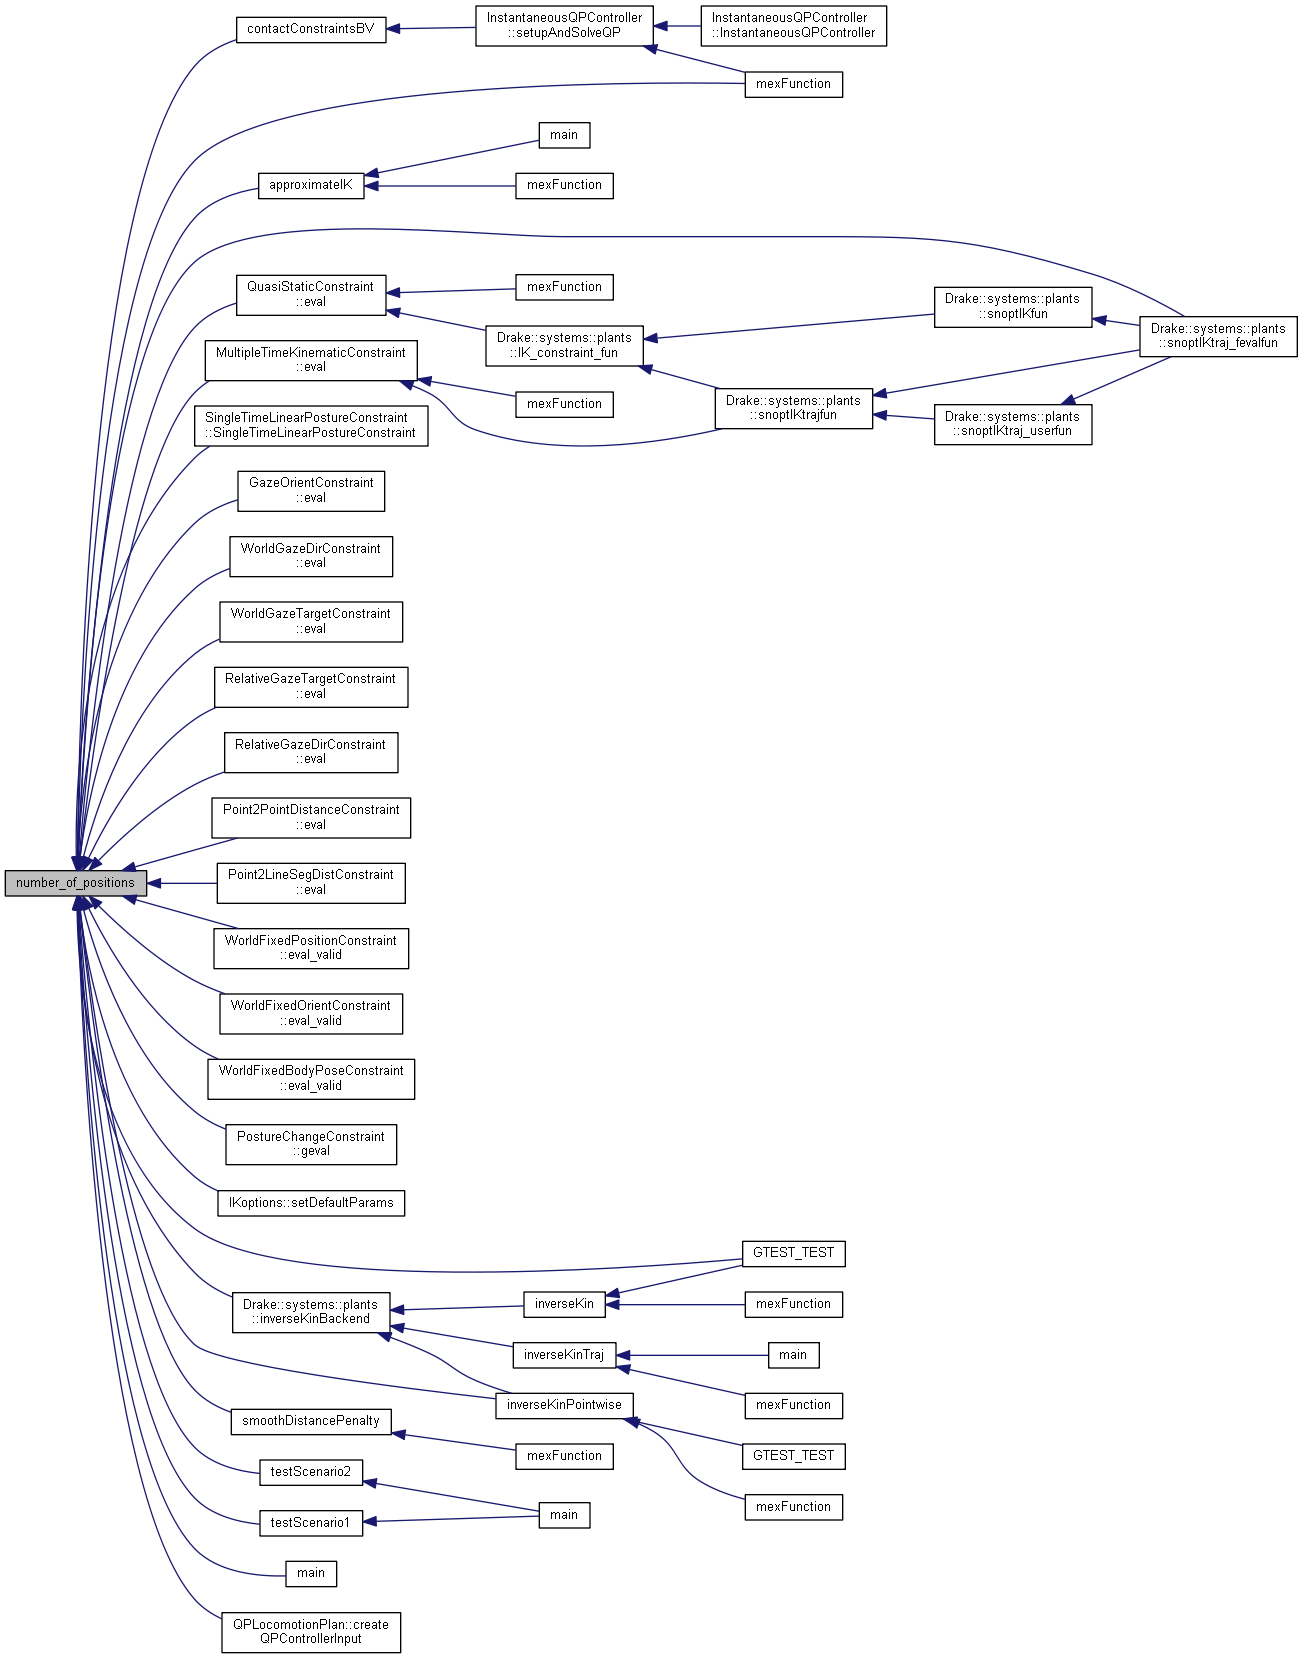 contactConstraintsBV
InstantaneousQPController
::setupAndSolveQP
InstantaneousQPController
::InstantaneousQPController
mexFunction
main
approximateIK
mexFunction
QuasiStaticConstraint
::eval
mexFunction
Drake::systems::plants
::IK_constraint_fun
Drake::systems::plants
::snoptIKfun
Drake::systems::plants
::snoptIKtraj_fevalfun
MultipleTimeKinematicConstraint
::eval
mexFunction
Drake::systems::plants
::snoptIKtrajfun
Drake::systems::plants
::snoptIKtraj_userfun
SingleTimeLinearPostureConstraint
::SingleTimeLinearPostureConstraint
GazeOrientConstraint
::eval
WorldGazeDirConstraint
::eval
WorldGazeTargetConstraint
::eval
RelativeGazeTargetConstraint
::eval
RelativeGazeDirConstraint
::eval
Point2PointDistanceConstraint
::eval
number_of_positions
Point2LineSegDistConstraint
::eval
WorldFixedPositionConstraint
::eval_valid
WorldFixedOrientConstraint
::eval_valid
WorldFixedBodyPoseConstraint
::eval_valid
PostureChangeConstraint
::geval
IKoptions::setDefaultParams
GTEST_TEST
Drake::systems::plants
::inverseKinBackend
inverseKin
mexFunction
inverseKinTraj
main
inverseKinPointwise
mexFunction
smoothDistancePenalty
mexFunction
GTEST_TEST
testScenario2
mexFunction
testScenario1
main
main
QPLocomotionPlan::create
QPControllerInput